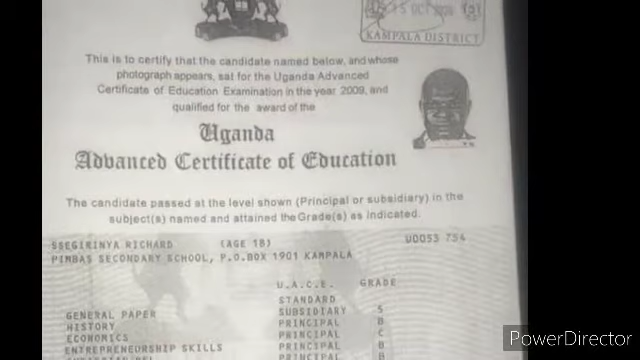 15 OCT
KAMPALA DISTRICT
This is to certify that the candidate named below, and whose
photograph appears, sat for the Uganda Advanced
Certificate of Education Examination in the year 2009, and
qualified for the award of the
Uganda
Advanced Certificate of Education
The candidate passed at the level shown (Principal or subsidiary) in the
subject(s) named and attained the Grade(s) as indicated.
SSEGIRINYA RICHARD (AGE 18) U0053 754
PIMBAS SECONDARY SCHOOL, P.O.BOX 1901 KAMPALA
U.A.C.E. GRADE
STANDARD
GENERAL PAPER SUBSIDIARY 5
HISTORY PRINCIPAL B
ECONOMICS PRINCIPAL C
ENTREPRENEURSHIP SKILLS PRINCIPAL B
PRINCIPAL B
PowerDirector